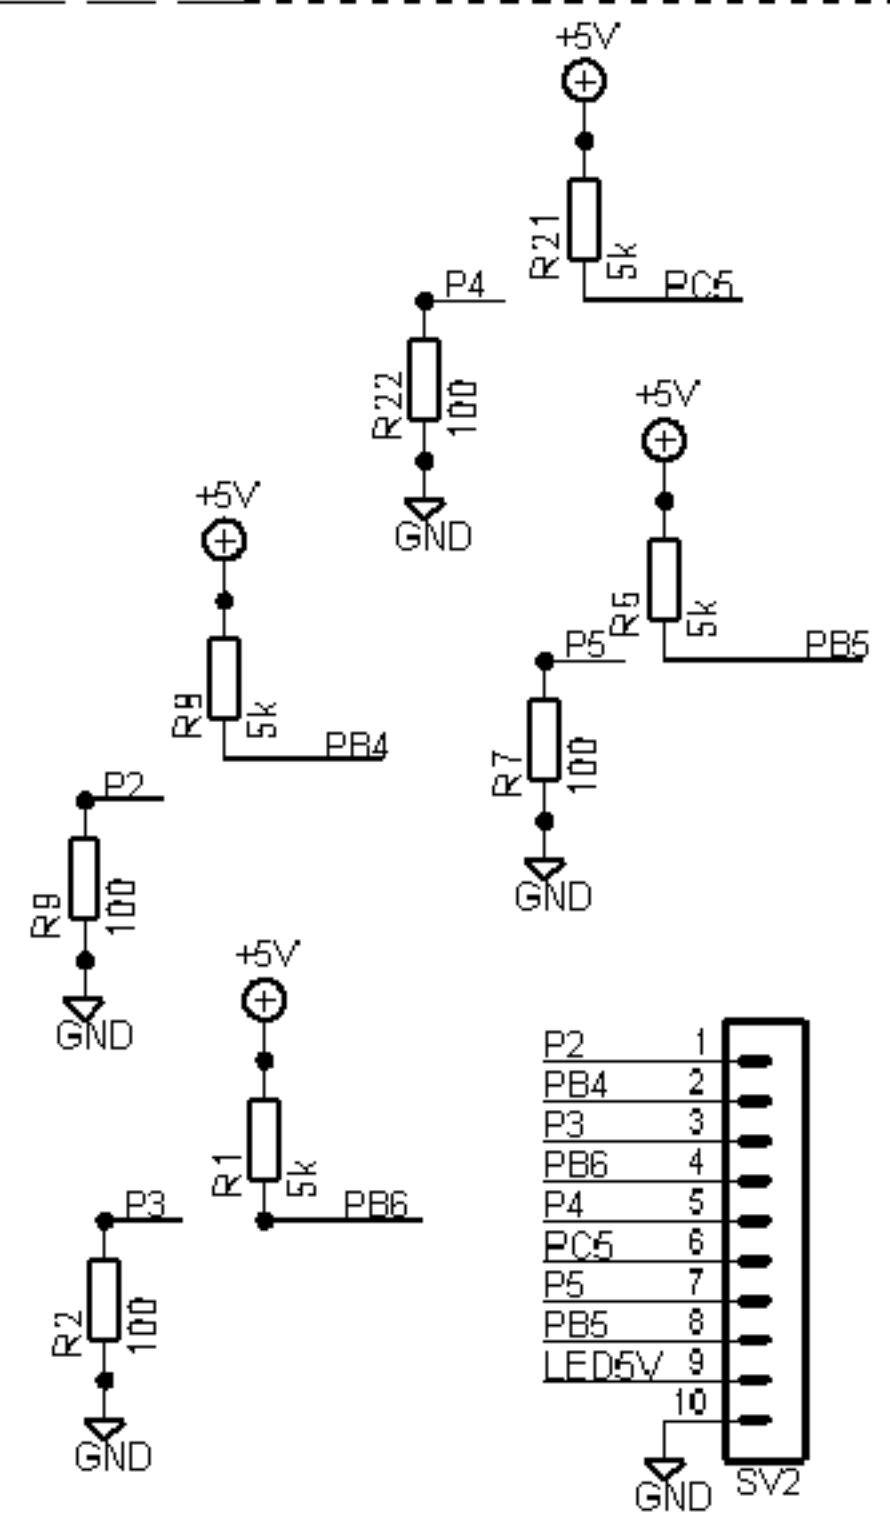 +5V
R21
5k
PC5
P4
R22
100
GND
+5V
5k
PB5
P5
R7
100
GND
+5V
5k
PB4
P2
R9
100
GND
+5V
R1
5k
PB6
P3
R2
100
GND
P2 1
PB4 2
P3 3
PB6 4
P4 5
PC5 6
P5 7
PB5 8
LED5V 9
10
GND
SV2